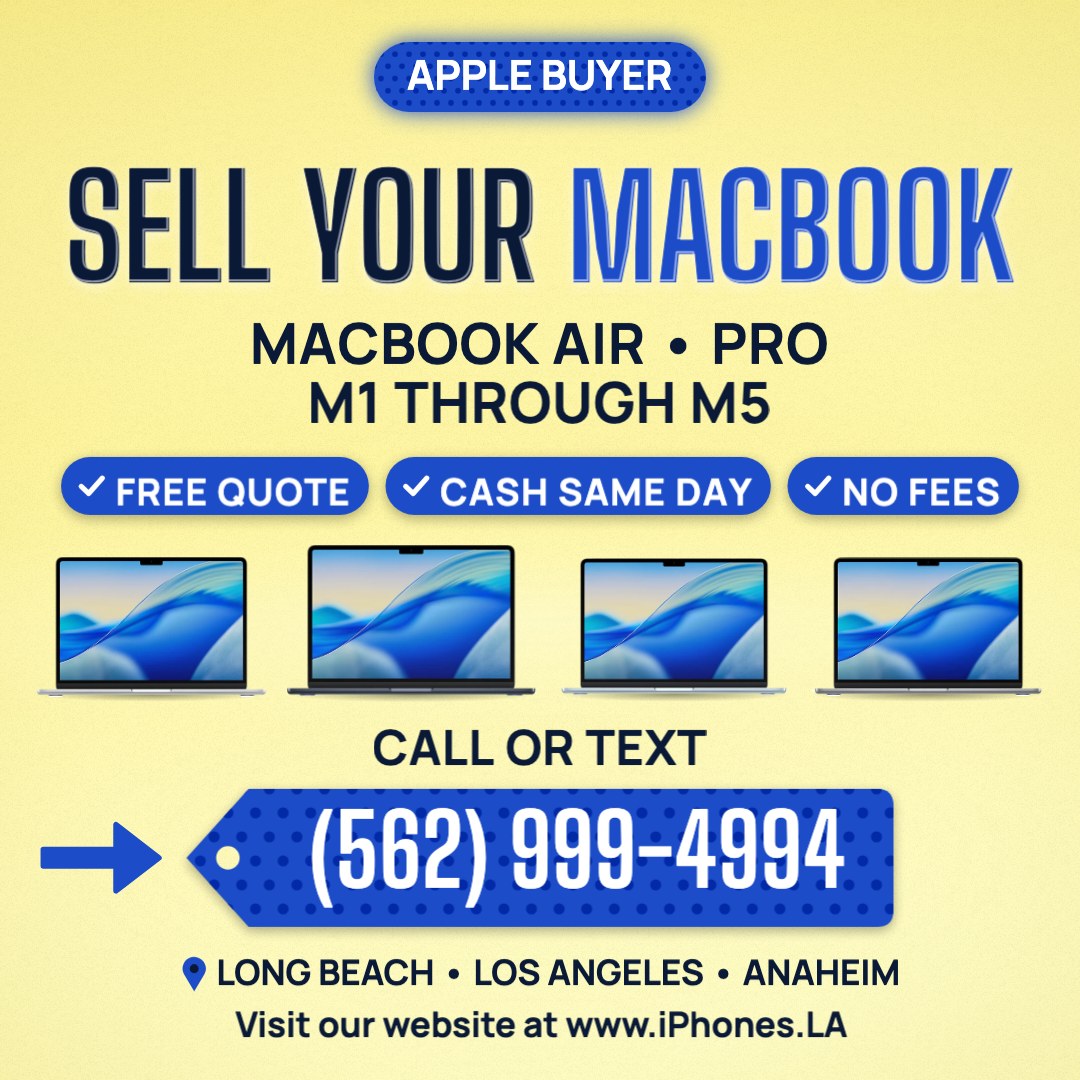 APPLE BUYER
SELL YOUR MACBOOK
MACBOOK AIR • PRO
M1 THROUGH M5
✓ FREE QUOTE ✓ CASH SAME DAY ✓ NO FEES
CALL OR TEXT
(562) 999-4994
LONG BEACH • LOS ANGELES • ANAHEIM
Visit our website at www.iPhones.LA